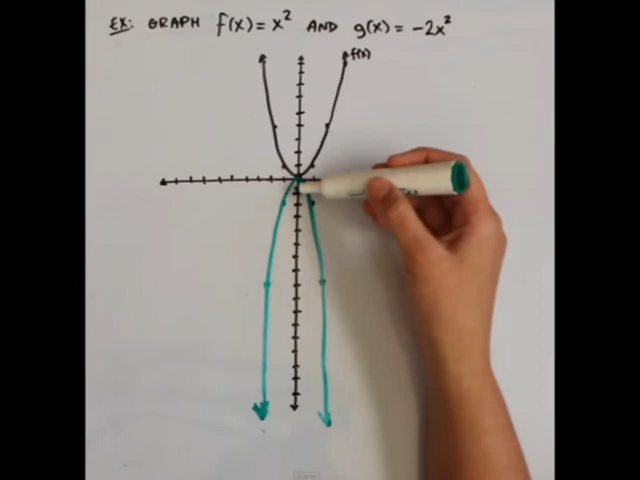 EX: GRAPH f(x) = x² AND g(x) = -2x²
f(x)